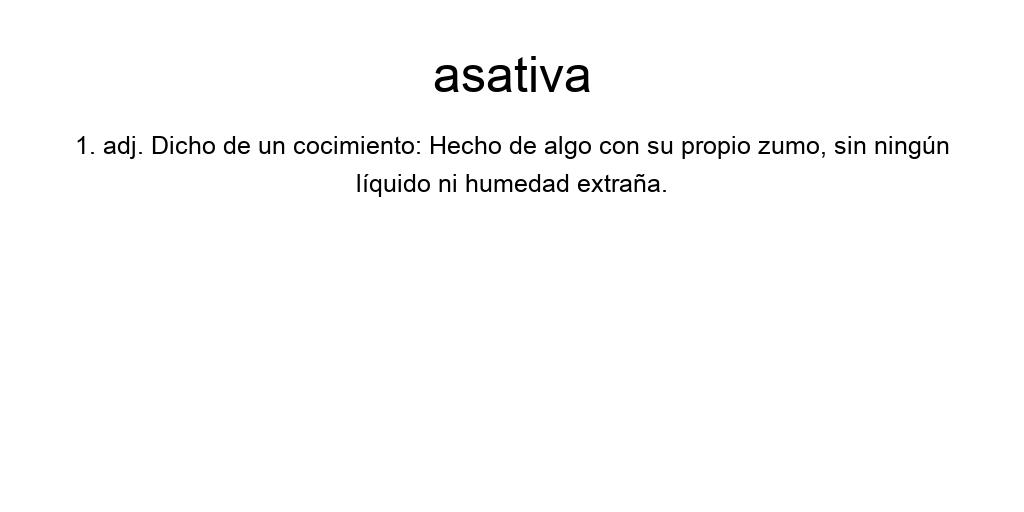 asativa
1. adj. Dicho de un cocimiento: Hecho de algo con su propio zumo, sin ningún
líquido ni humedad extraña.